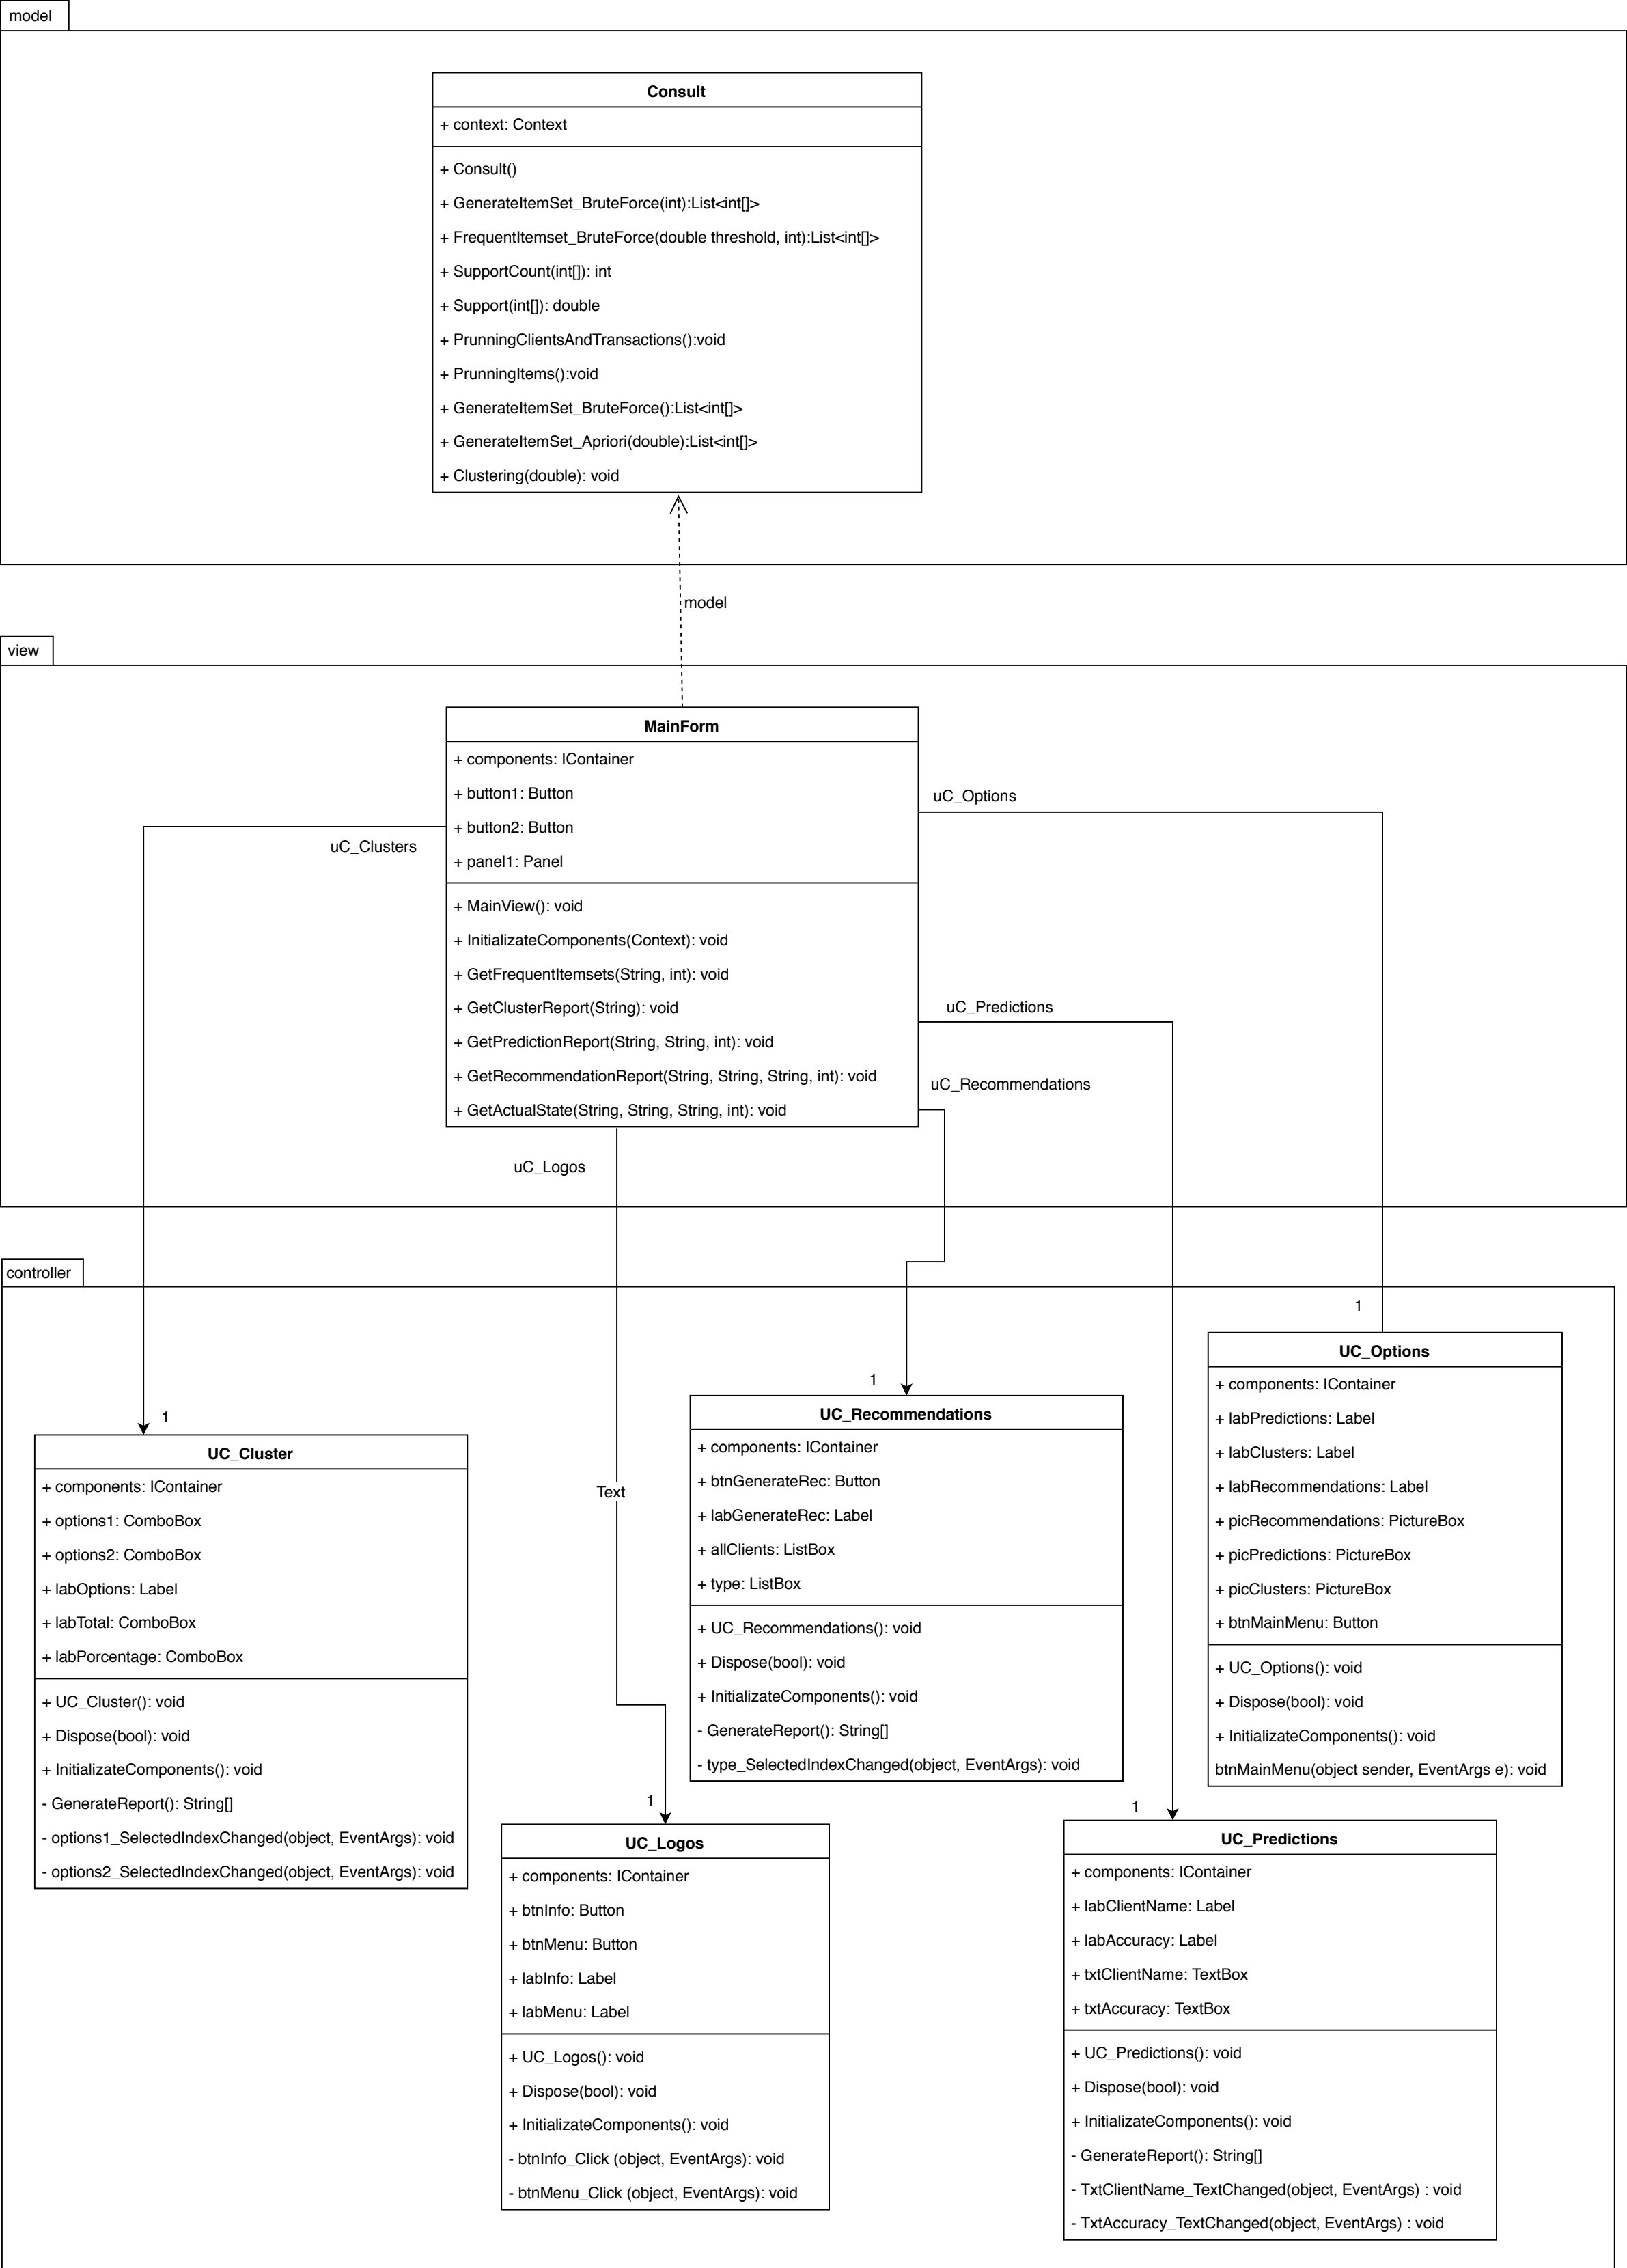 model
Consult
+ context: Context
+ Consult()
+ GenerateItemSet_BruteForce(int):List<int[]>
+ FrequentItemset_BruteForce(double threshold, int):List<int[]>
+ SupportCount(int[]): int
+ Support(int[]): double
+ PrunningClientsAndTransactions():void
+ PrunningItems():void
+ GenerateItemSet_BruteForce():List<int[]>
+ GenerateItemSet_Apriori(double):List<int[]>
+ Clustering(double): void
model
view
MainForm
+ components: IContainer
+ button1: Button
+ button2: Button
+ panel1: Panel
+ MainView(): void
+ InitializateComponents(Context): void
+ GetFrequentItemsets(String, int): void
+ GetClusterReport(String): void
+ GetPredictionReport(String, String, int): void
+ GetRecommendationReport(String, String, String, int): void
+ GetActualState(String, String, String, int): void
uC_Options
uC_Clusters
uC_Predictions
uC_Recommendations
uC_Logos
controller
1
UC_Cluster
+ components: IContainer
+ options1: ComboBox
+ options2: ComboBox
+ labOptions: Label
+ labTotal: ComboBox
+ labPorcentage: ComboBox
+ UC_Cluster(): void
+ Dispose(bool): void
+ InitializateComponents(): void
- GenerateReport(): String[]
- options1_SelectedIndexChanged(object, EventArgs): void
- options2_SelectedIndexChanged(object, EventArgs): void
Text
1
UC_Logos
+ components: IContainer
+ btnInfo: Button
+ btnMenu: Button
+ labInfo: Label
+ labMenu: Label
+ UC_Logos(): void
+ Dispose(bool): void
+ InitializateComponents(): void
- btnInfo_Click (object, EventArgs): void
- btnMenu_Click (object, EventArgs): void
1
UC_Recommendations
+ components: IContainer
+ btnGenerateRec: Button
+ labGenerateRec: Label
+ allClients: ListBox
+ type: ListBox
+ UC_Recommendations(): void
+ Dispose(bool): void
+ InitializateComponents(): void
- GenerateReport(): String[]
- type_SelectedIndexChanged(object, EventArgs): void
1
UC_Options
+ components: IContainer
+ labPredictions: Label
+ labClusters: Label
+ labRecommendations: Label
+ picRecommendations: PictureBox
+ picPredictions: PictureBox
+ picClusters: PictureBox
+ btnMainMenu: Button
+ UC_Options(): void
+ Dispose(bool): void
+ InitializateComponents(): void
btnMainMenu(object sender, EventArgs e): void
1
UC_Predictions
+ components: IContainer
+ labClientName: Label
+ labAccuracy: Label
+ txtClientName: TextBox
+ txtAccuracy: TextBox
+ UC_Predictions(): void
+ Dispose(bool): void
+ InitializateComponents(): void
- GenerateReport(): String[]
- TxtClientName_TextChanged(object, EventArgs) : void
- TxtAccuracy_TextChanged(object, EventArgs) : void